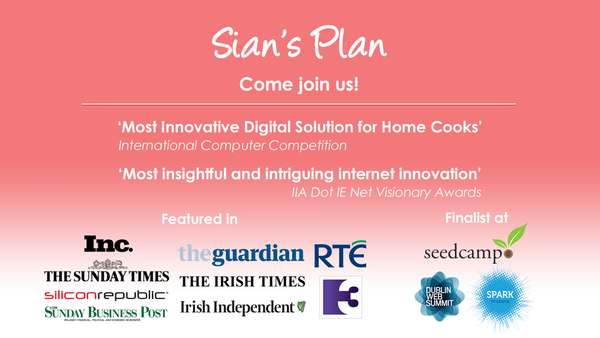 Sian's Plan
Come join us!
‘Most Innovative Digital Solution for Home Cooks’
International Computer Competition
‘Most insightful and intriguing internet innovation’
IIA Dot IE Net Visionary Awards
Featured in
Finalist at
Inc.
theguardian
RTÉ
seedcamp
THE SUNDAY TIMES
THE IRISH TIMES
siliconrepublic
Irish Independent
3
SUNDAY BUSINESS POST
DUBLIN
WEB
SUMMIT
SPARK